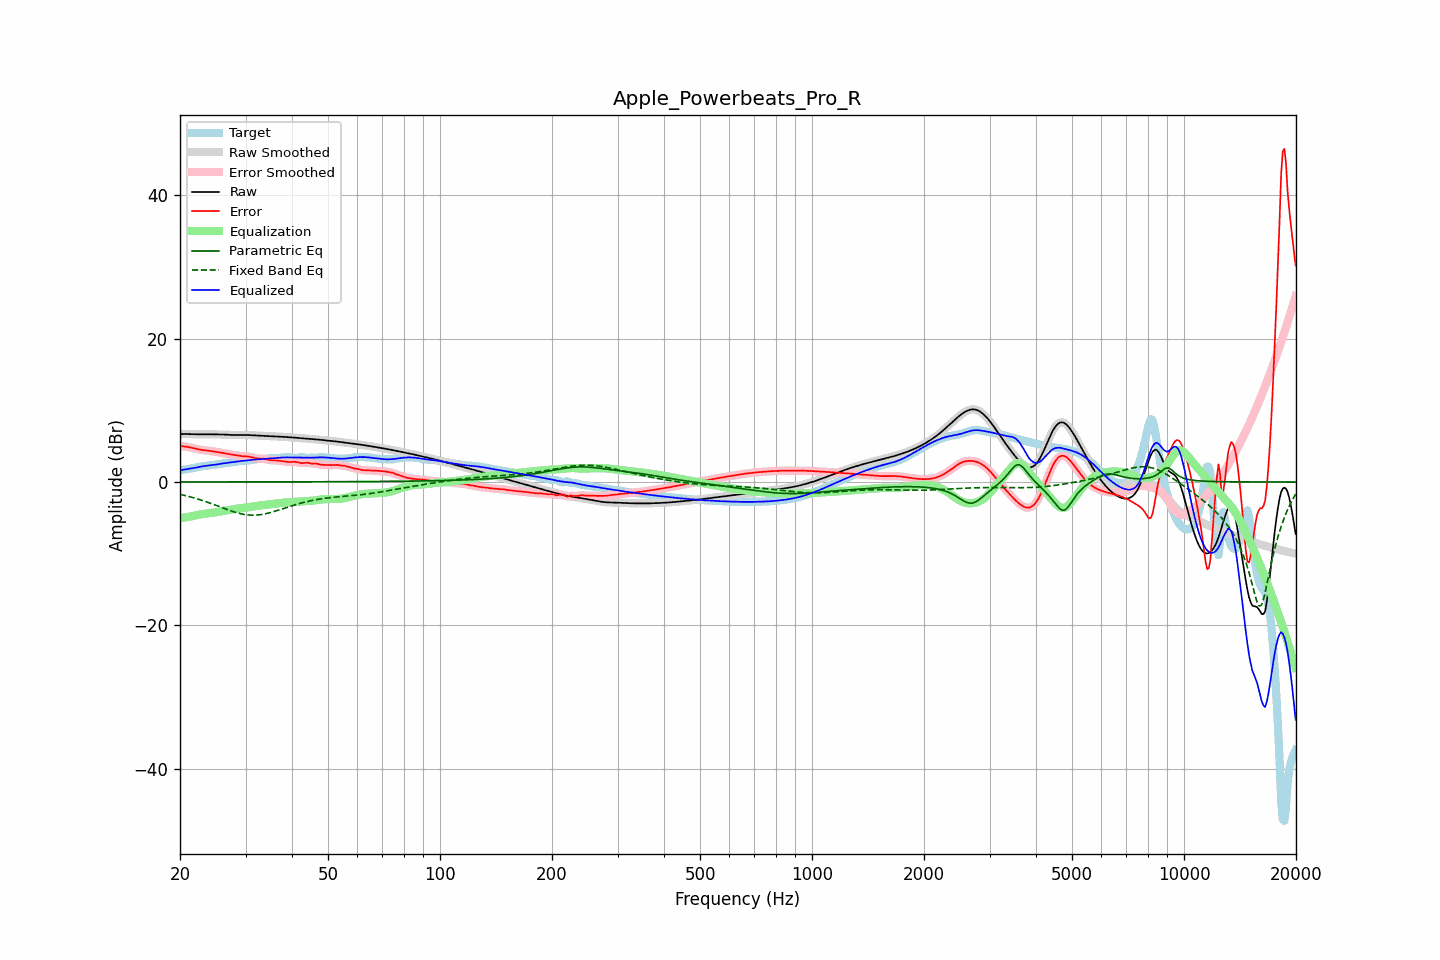 Apple_Powerbeats_Pro_R
Target
Raw Smoothed
Error Smoothed
Raw
Error
Equalization
Parametric Eq
Fixed Band Eq
Equalized
40
20
0
−20
−40
Amplitude (dBr)
20 50 100 200 500 1000 2000 5000 10000 20000
Frequency (Hz)